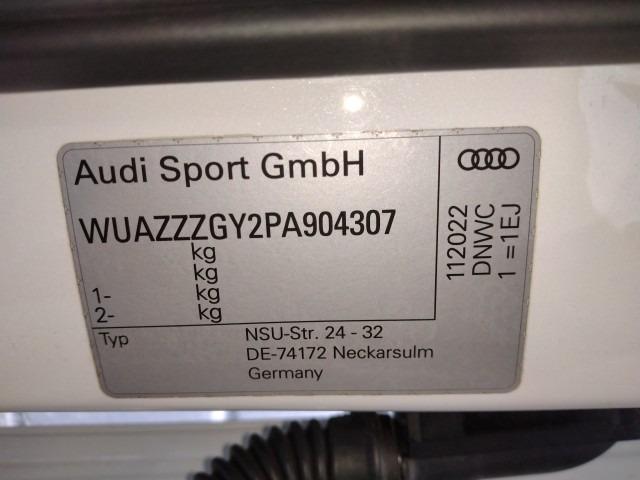 Audi Sport GmbH
WUAZZZGY2PA904307
kg
kg
1- kg
2- kg
Typ
NSU-Str. 24 - 32
DE-74172 Neckarsulm
Germany
112022
DNWC
1 =1EJ